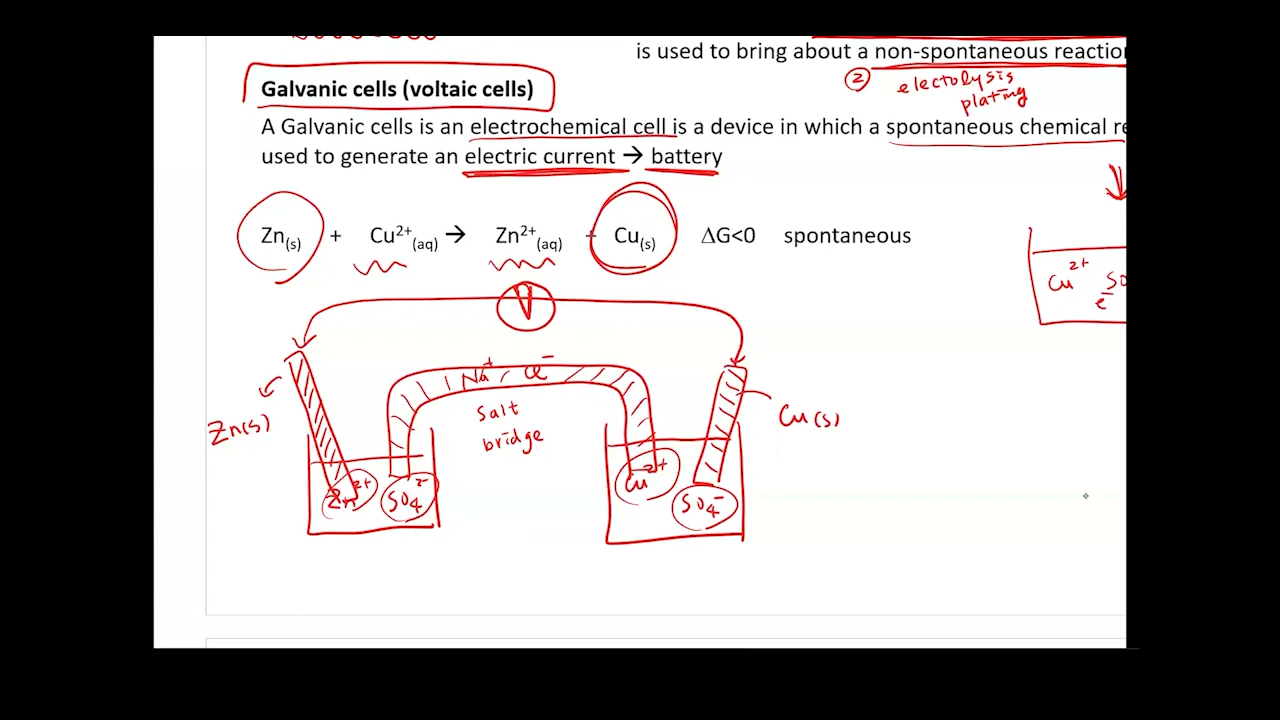 is used to bring about a non-spontaneous reaction
② electolysis
plating
Galvanic cells (voltaic cells)
A Galvanic cells is an electrochemical cell is a device in which a spontaneous chemical re
used to generate an electric current → battery
Zn(s) + Cu²⁺(aq) → Zn²⁺(aq) + Cu(s) ΔG<0 spontaneous
Cu²⁺ SO
e⁻
V
Na⁺, Cl⁻
Salt
bridge
Zn(s)
Cu(s)
Zn²⁺ SO₄²⁻
Cu²⁺
SO₄⁻